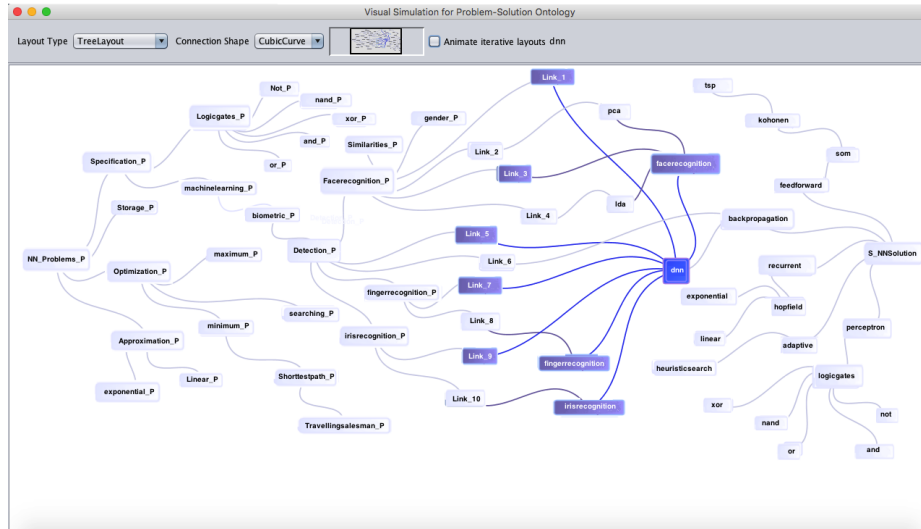 Visual Simulation for Problem-Solution Ontology
Layout Type TreeLayout Connection Shape CubicCurve Animate iterative layouts dnn
Link_1
Not_P
nand_P
tsp
Logicgates_P
xor_P
gender_P
pca
kohonen
and_P
Similarities_P
Link_2
som
Specification_P
or_P
facerecognition
Link_3
Facerecognition_P
machinelearning_P
feedforward
Storage_P
biometric_P
Link_4
lda
backpropagation
Link_5
NN_Problems_P
maximum_P
Detection_P
Link_6
S_NNSolution
Optimization_P
dnn
recurrent
fingerrecognition_P
Link_7
exponential
hopfield
searching_P
minimum_P
Link_8
perceptron
Approximation_P
irisrecognition_P
linear
adaptive
Link_9
fingerrecognition
heuristicsearch
Linear_P
Shorttestpath_P
logicgates
exponential_P
Link_10
irisrecognition
xor
not
Travellingsalesman_P
nand
or
and